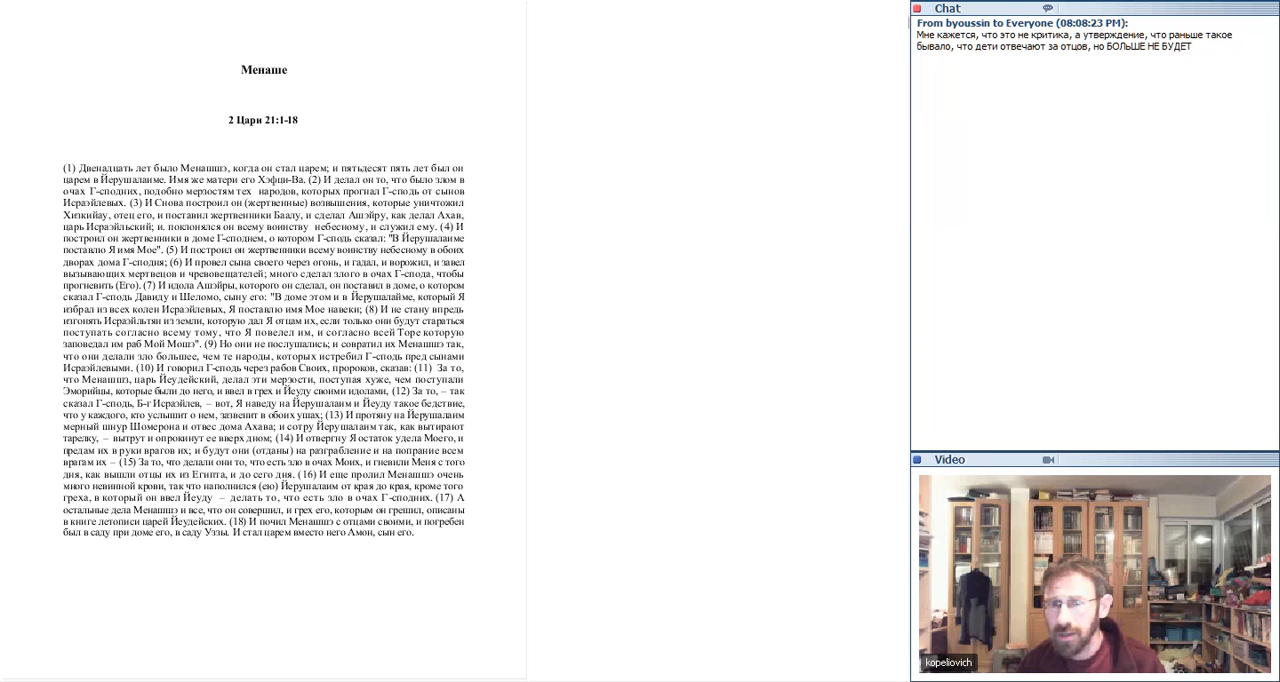 Менаше
2 Цари 21:1-18
(1) Двенадцать лет было Менашшэ, когда он стал царем; и пятьдесят пять лет был он
царем в Йерушалаиме. Имя же матери его Хэфци-Ва. (2) И делал он то, что было злом в
очах Г-сподних, подобно мерзостям тех народов, которых прогнал Г-сподь от сынов
Исраэйлевых. (3) И Снова построил он (жертвенные) возвышения, которые уничтожил
Хизкийау, отец его, и поставил жертвенники Баалу, и сделал Ашэйру, как делал Ахав,
царь Исраэйльский; и. поклонялся он всему воинству небесному, и служил ему. (4) И
построил он жертвенники в доме Г-споднем, о котором Г-сподь сказал: "В Йерушалаиме
поставлю Я имя Мое". (5) И построил он жертвенники всему воинству небесному в обоих
дворах дома Г-сподня; (6) И провел сына своего через огонь, и гадал, и ворожил, и завел
вызывающих мертвецов и чревовещателей; много сделал злого в очах Г-спода, чтобы
прогневить (Его). (7) И идола Ашэйры, которого он сделал, он поставил в доме, о котором
сказал Г-сподь Давиду и Шеломо, сыну его: "В доме этом и в Йерушалайме, который Я
избрал из всех колен Исраэйлевых, Я поставлю имя Мое навеки; (8) И не стану впредь
изгонять Исраэйльтян из земли, которую дал Я отцам их, если только они будут стараться
поступать согласно всему тому, что Я повелел им, и согласно всей Торе которую
заповедал им раб Мой Мошэ". (9) Но они не послушались; и совратил их Менашшэ так,
что они делали зло большее, чем те народы, которых истребил Г-сподь пред сынами
Исраэйлевыми. (10) И говорил Г-сподь через рабов Своих, пророков, сказав: (11) За то,
что Менашшэ, царь Йеудейский, делал эти мерзости, поступая хуже, чем поступали
Эморийцы, которые были до него, и ввел в грех и Йеуду своими идолами, (12) За то, – так
сказал Г-сподь, Б-г Исраэйлев, – вот, Я наведу на Йерушалаим и Йеуду такое бедствие,
что у каждого, кто услышит о нем, зазвенит в обоих ушах; (13) И протяну на Йерушалаим
мерный шнур Шомерона и отвес дома Ахава; и сотру Йерушалаим так, как вытирают
тарелку, – вытрут и опрокинут ее вверх дном; (14) И отвергну Я остаток удела Моего, и
предам их в руки врагов их; и будут они (отданы) на разграбление и на попрание всем
врагам их – (15) За то, что делали они то, что есть зло в очах Моих, и гневили Меня с того
дня, как вышли отцы их из Египта, и до сего дня. (16) И еще пролил Менашшэ очень
много невинной крови, так что наполнился (ею) Йерушалаим от края до края, кроме того
греха, в который он ввел Йеуду – делать то, что есть зло в очах Г-сподних. (17) А
остальные дела Менашшэ и все, что он совершил, и грех его, которым он грешил, описаны
в книге летописи царей Йеудейских. (18) И почил Менашшэ с отцами своими, и погребен
был в саду при доме его, в саду Уззы. И стал царем вместо него Амон, сын его.
Chat
From byoussin to Everyone (08:08:23 PM):
Мне кажется, что это не критика, а утверждение, что раньше такое
бывало, что дети отвечают за отцов, но БОЛЬШЕ НЕ БУДЕТ
Video
kopeliovich